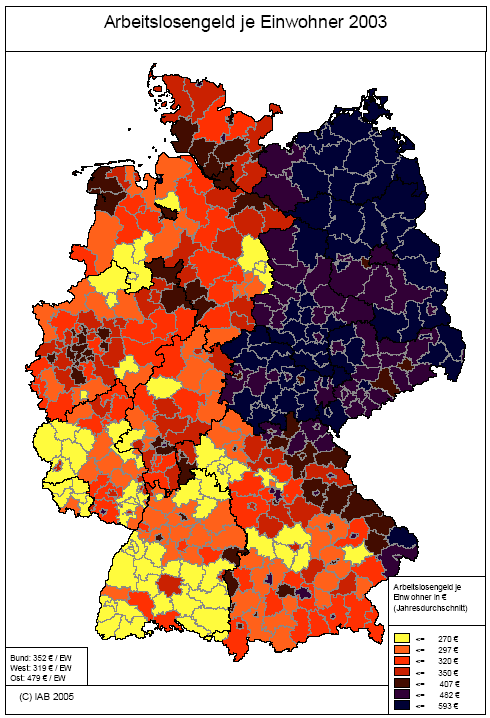 Arbeitslosengeld je Einwohner 2003
Arbeitslosengeld je
Einwohner in €
(Jahresdurchschnitt)
<= 270 €
<= 297 €
<= 320 €
<= 350 €
<= 407 €
<= 482 €
<= 593 €
Bund: 352 € / EW
West: 319 € / EW
Ost: 479 € / EW
(C) IAB 2005